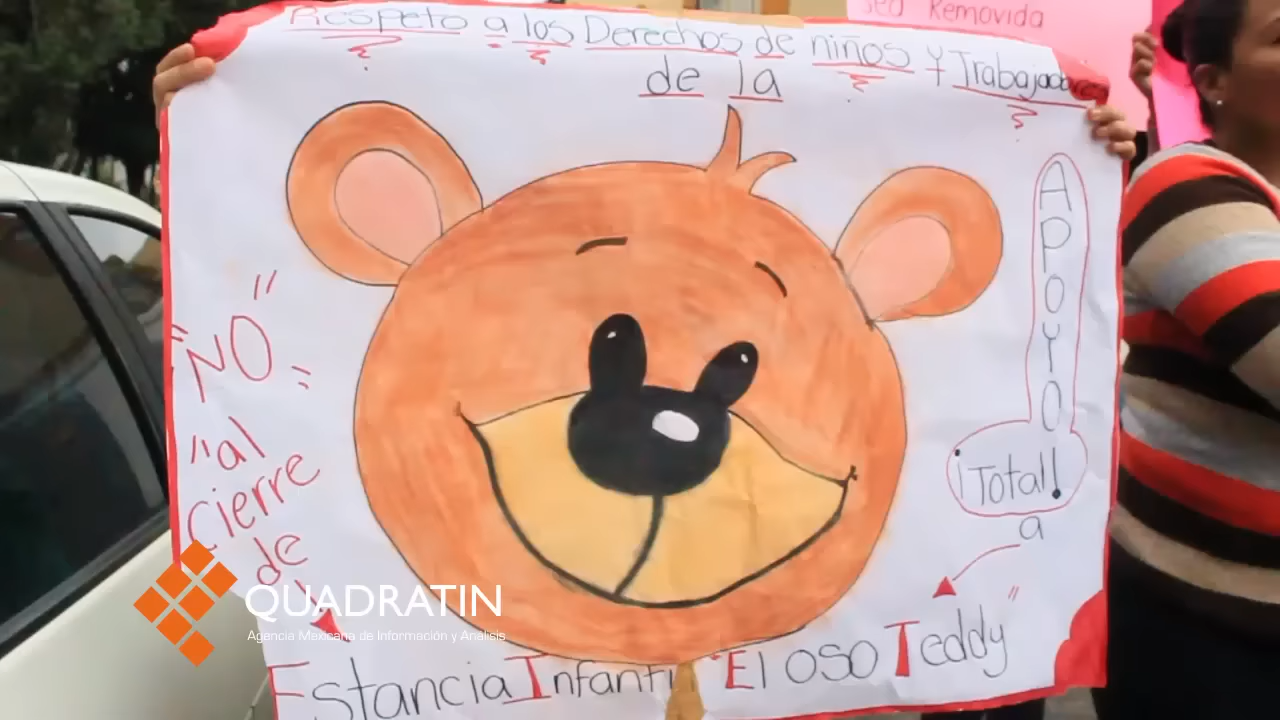 Respeto a los Derechos de niños y Trabajadores
de la
sea Removida
"NO"
"al
cierre
de
APOYO
¡Total!
a
Estancia Infantil "El oso Teddy"
QUADRATIN
Agencia Mexicana de Información y Análisis